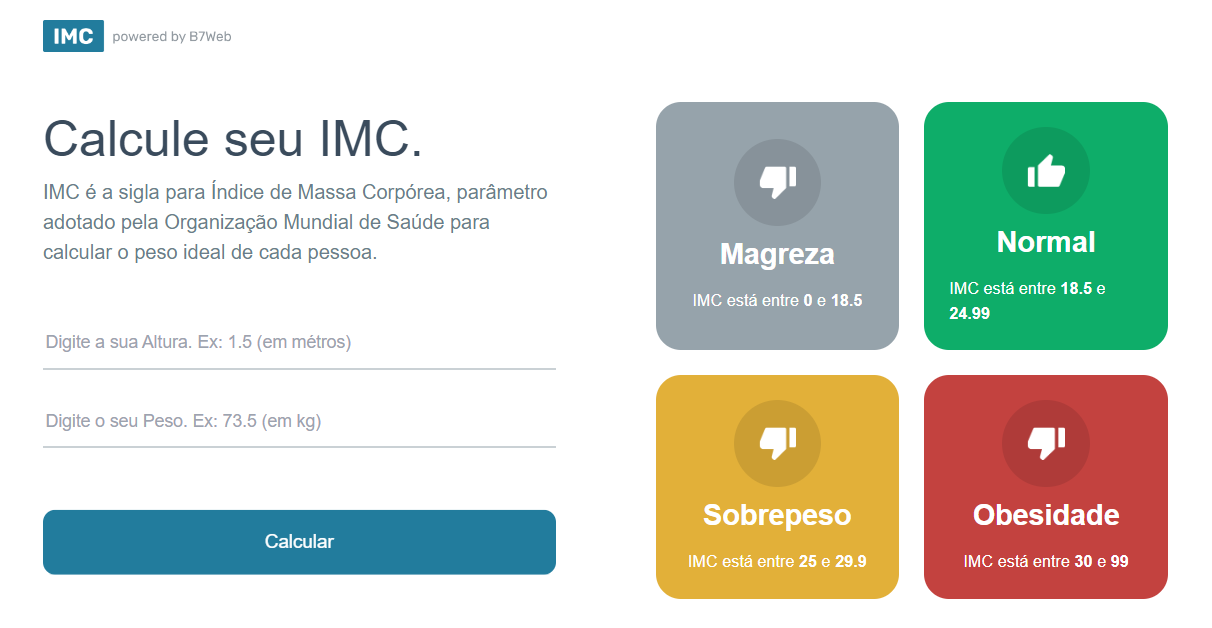 IMC powered by B7Web
Calcule seu IMC.
IMC é a sigla para Índice de Massa Corpórea, parâmetro
adotado pela Organização Mundial de Saúde para
calcular o peso ideal de cada pessoa.
Digite a sua Altura. Ex: 1.5 (em métros)
Digite o seu Peso. Ex: 73.5 (em kg)
Calcular
Magreza
IMC está entre 0 e 18.5
Normal
IMC está entre 18.5 e
24.99
Sobrepeso
IMC está entre 25 e 29.9
Obesidade
IMC está entre 30 e 99